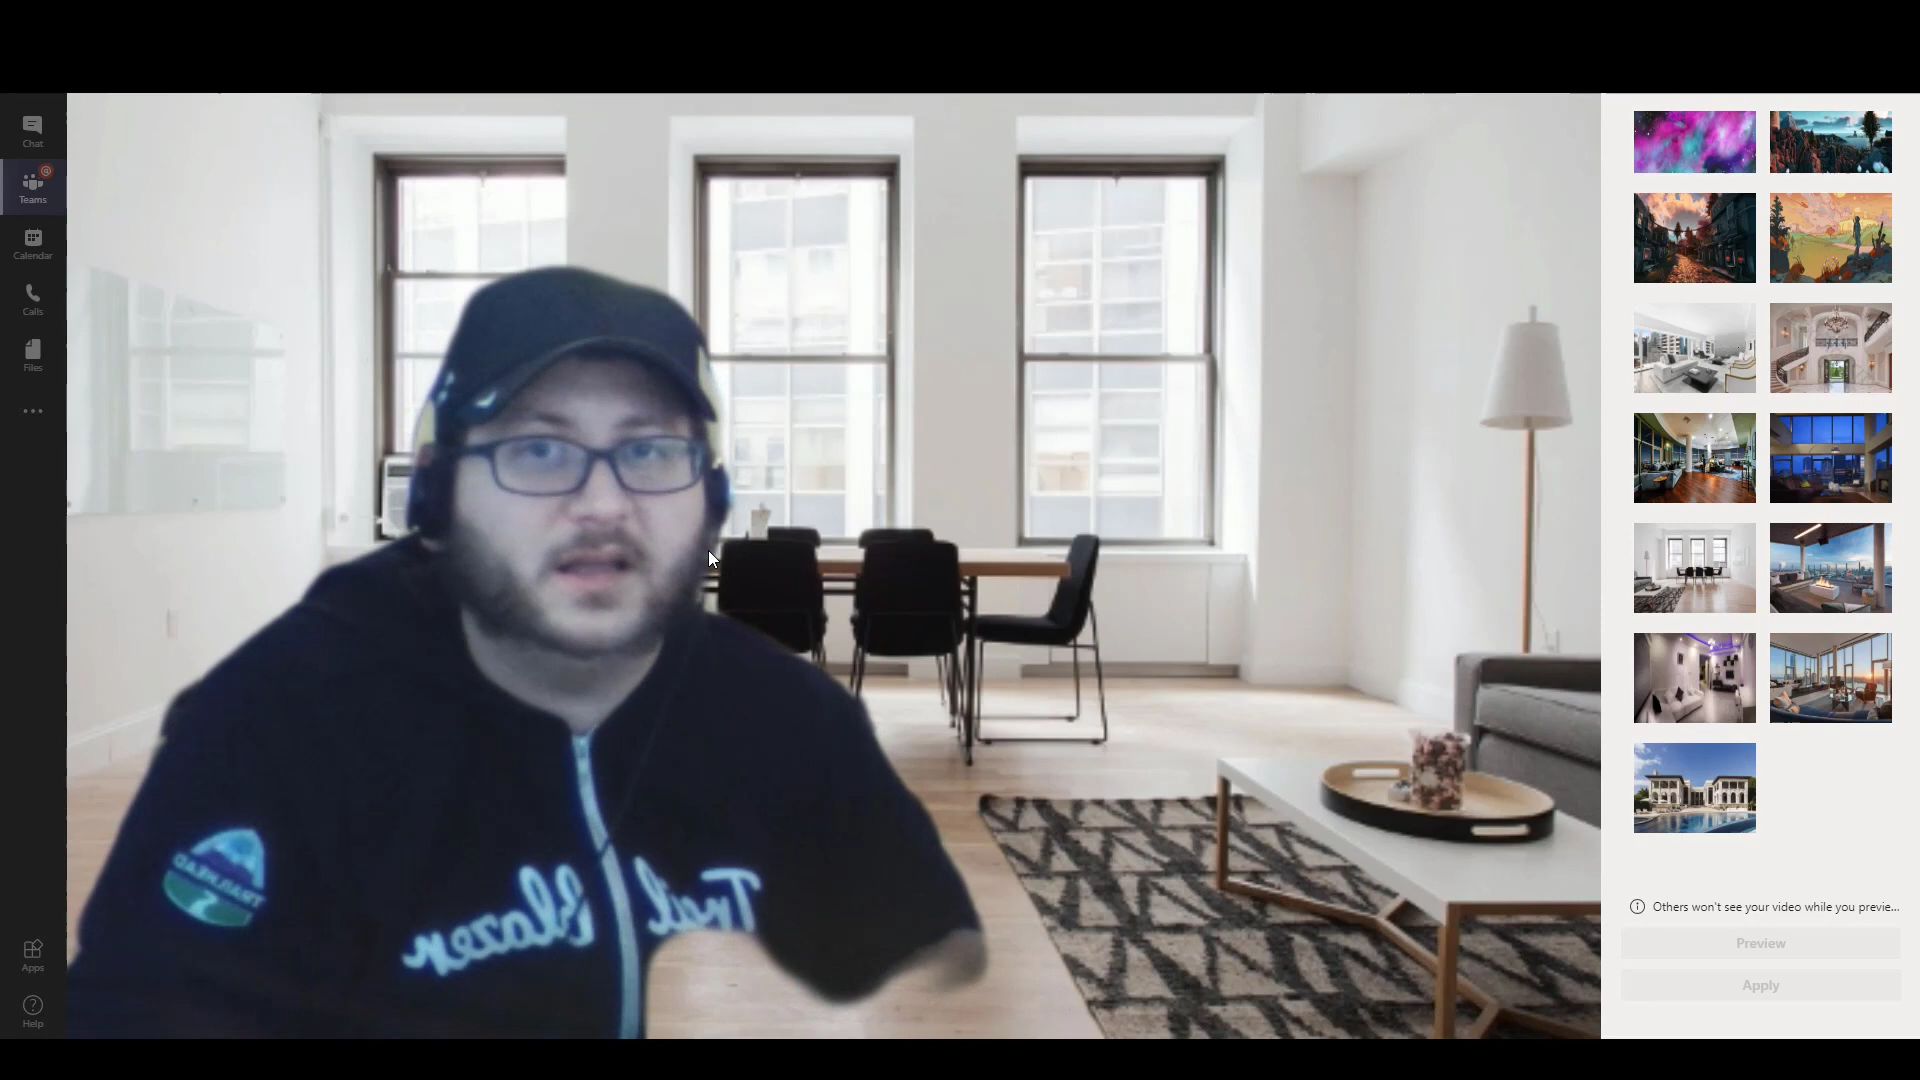 Chat
Teams
Calendar
Calls
Files
Apps
Help
TRAILHEAD
Trail Blazer
Others won't see your video while you previe...
Preview
Apply